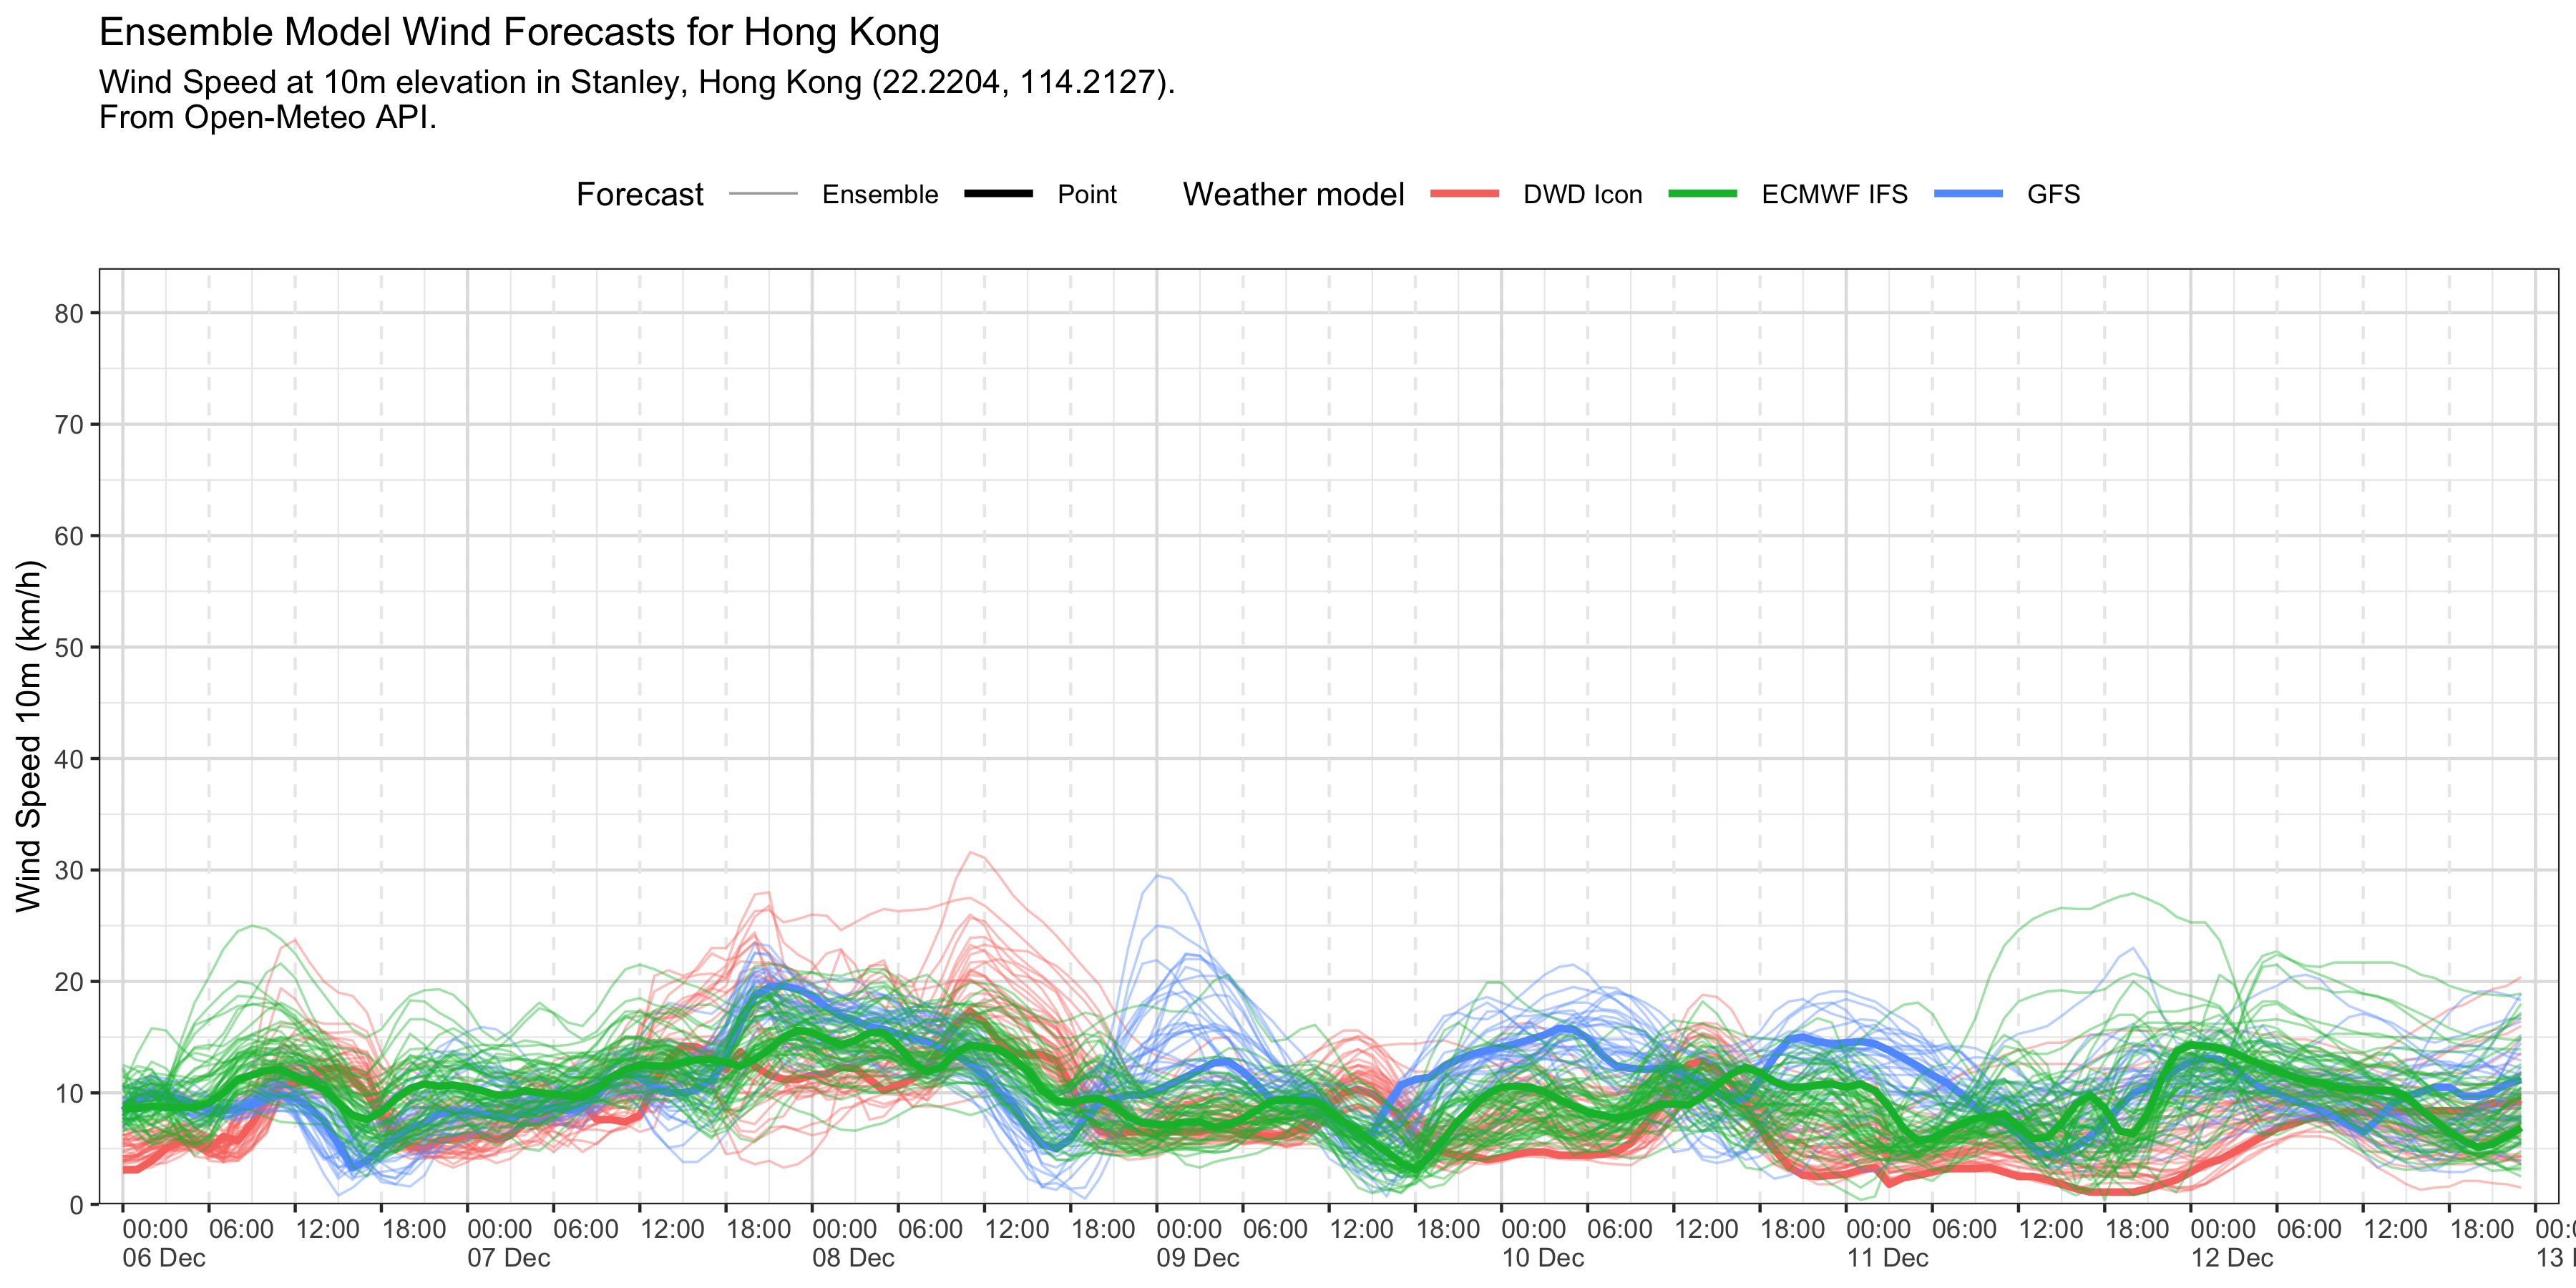 Ensemble Model Wind Forecasts for Hong Kong
Wind Speed at 10m elevation in Stanley, Hong Kong (22.2204, 114.2127).
From Open-Meteo API.
Forecast Ensemble Point Weather model DWD Icon ECMWF IFS GFS
Wind Speed 10m (km/h)
80
70
60
50
40
30
20
10
0
00:00 06:00 12:00 18:00 00:00 06:00 12:00 18:00 00:00 06:00 12:00 18:00 00:00 06:00 12:00 18:00 00:00 06:00 12:00 18:00 00:00 06:00 12:00 18:00 00:00 06:00 12:00 18:00
06 Dec 07 Dec 08 Dec 09 Dec 10 Dec 11 Dec 12 Dec 13